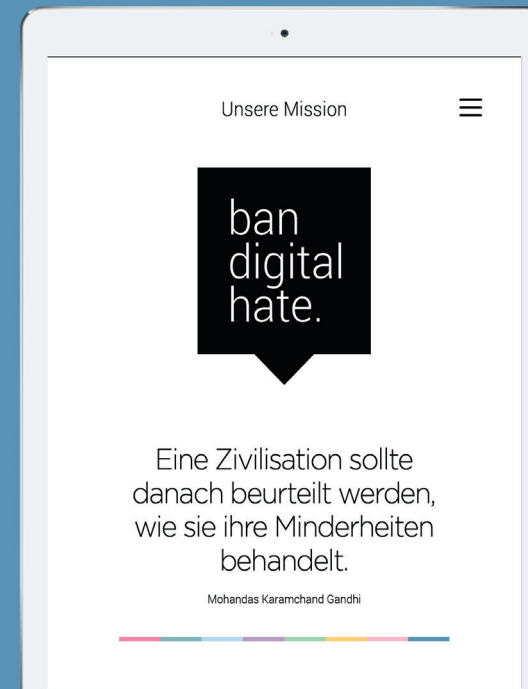 Unsere Mission
ban
digital
hate.
Eine Zivilisation sollte
danach beurteilt werden,
wie sie ihre Minderheiten
behandelt.
Mohandas Karamchand Gandhi